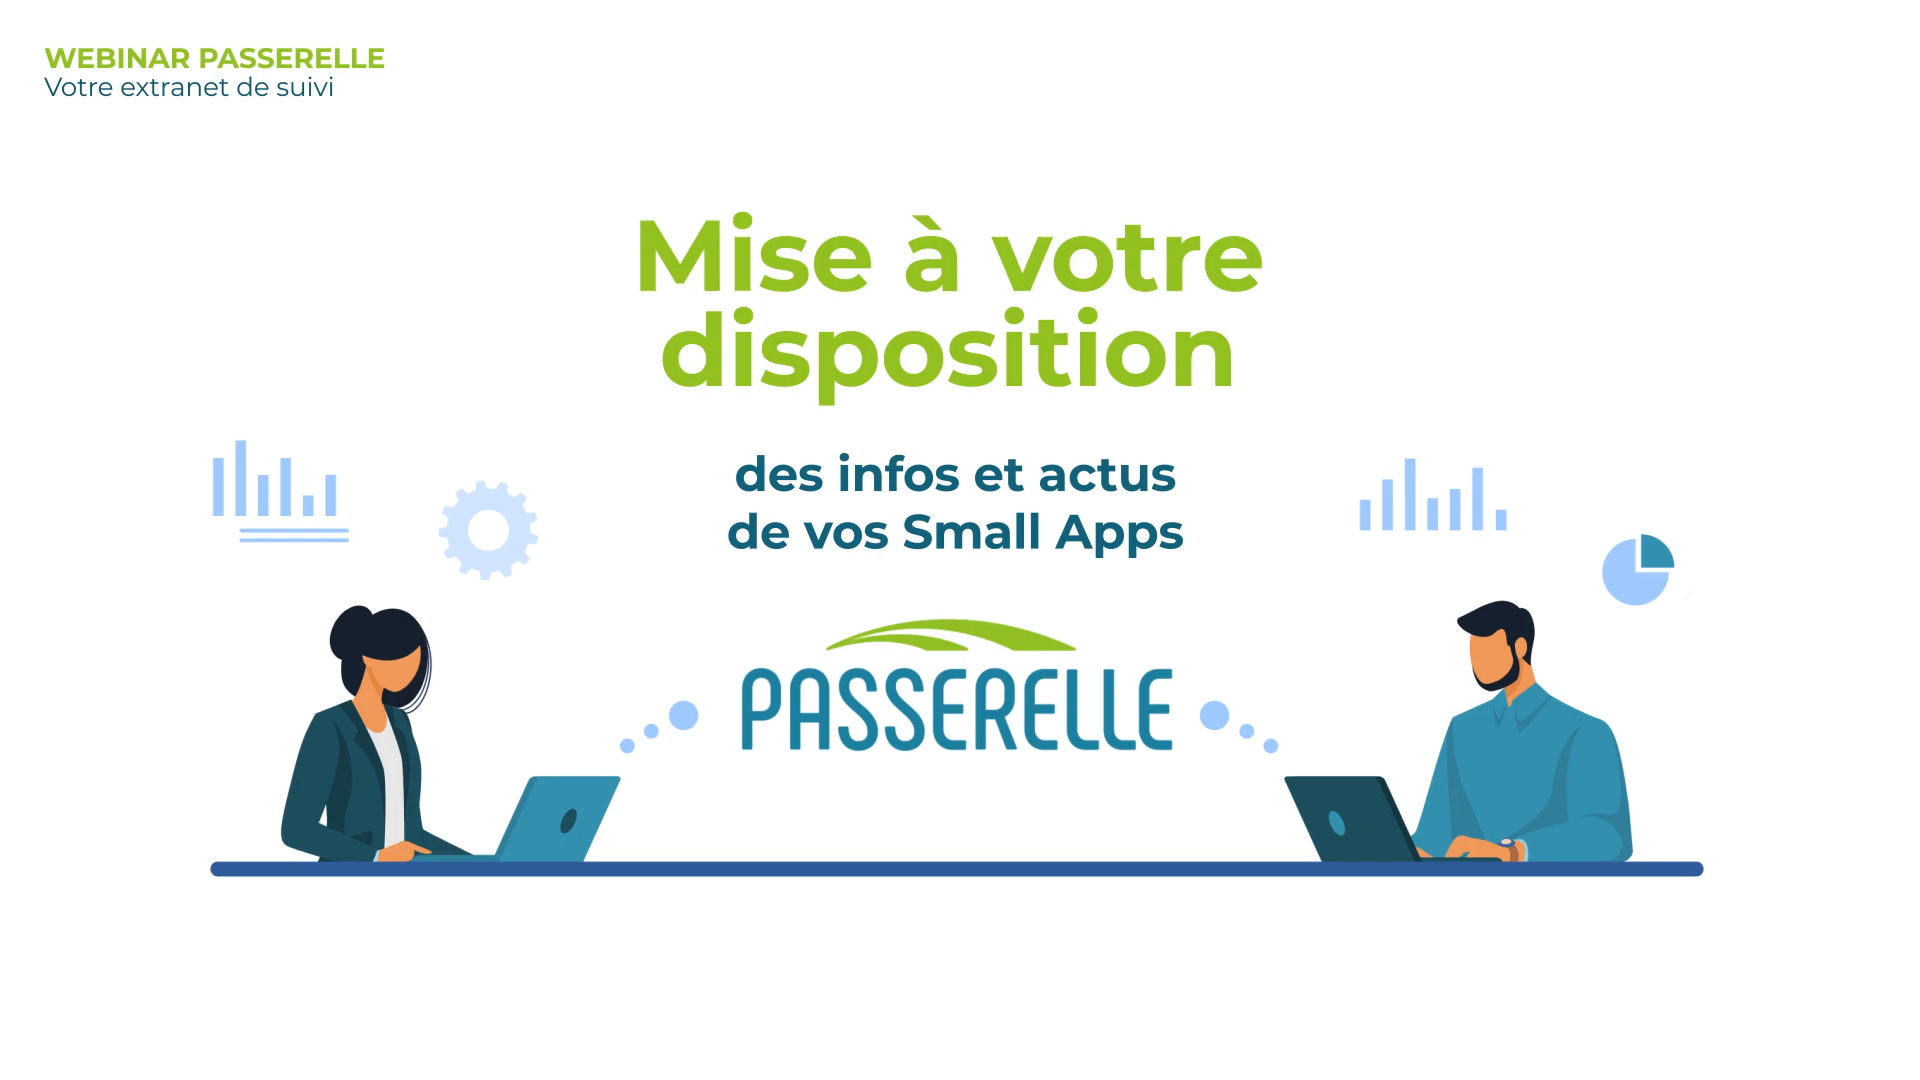 WEBINAR PASSERELLE
Votre extranet de suivi
Mise à votre
disposition
des infos et actus
de vos Small Apps
PASSERELLE